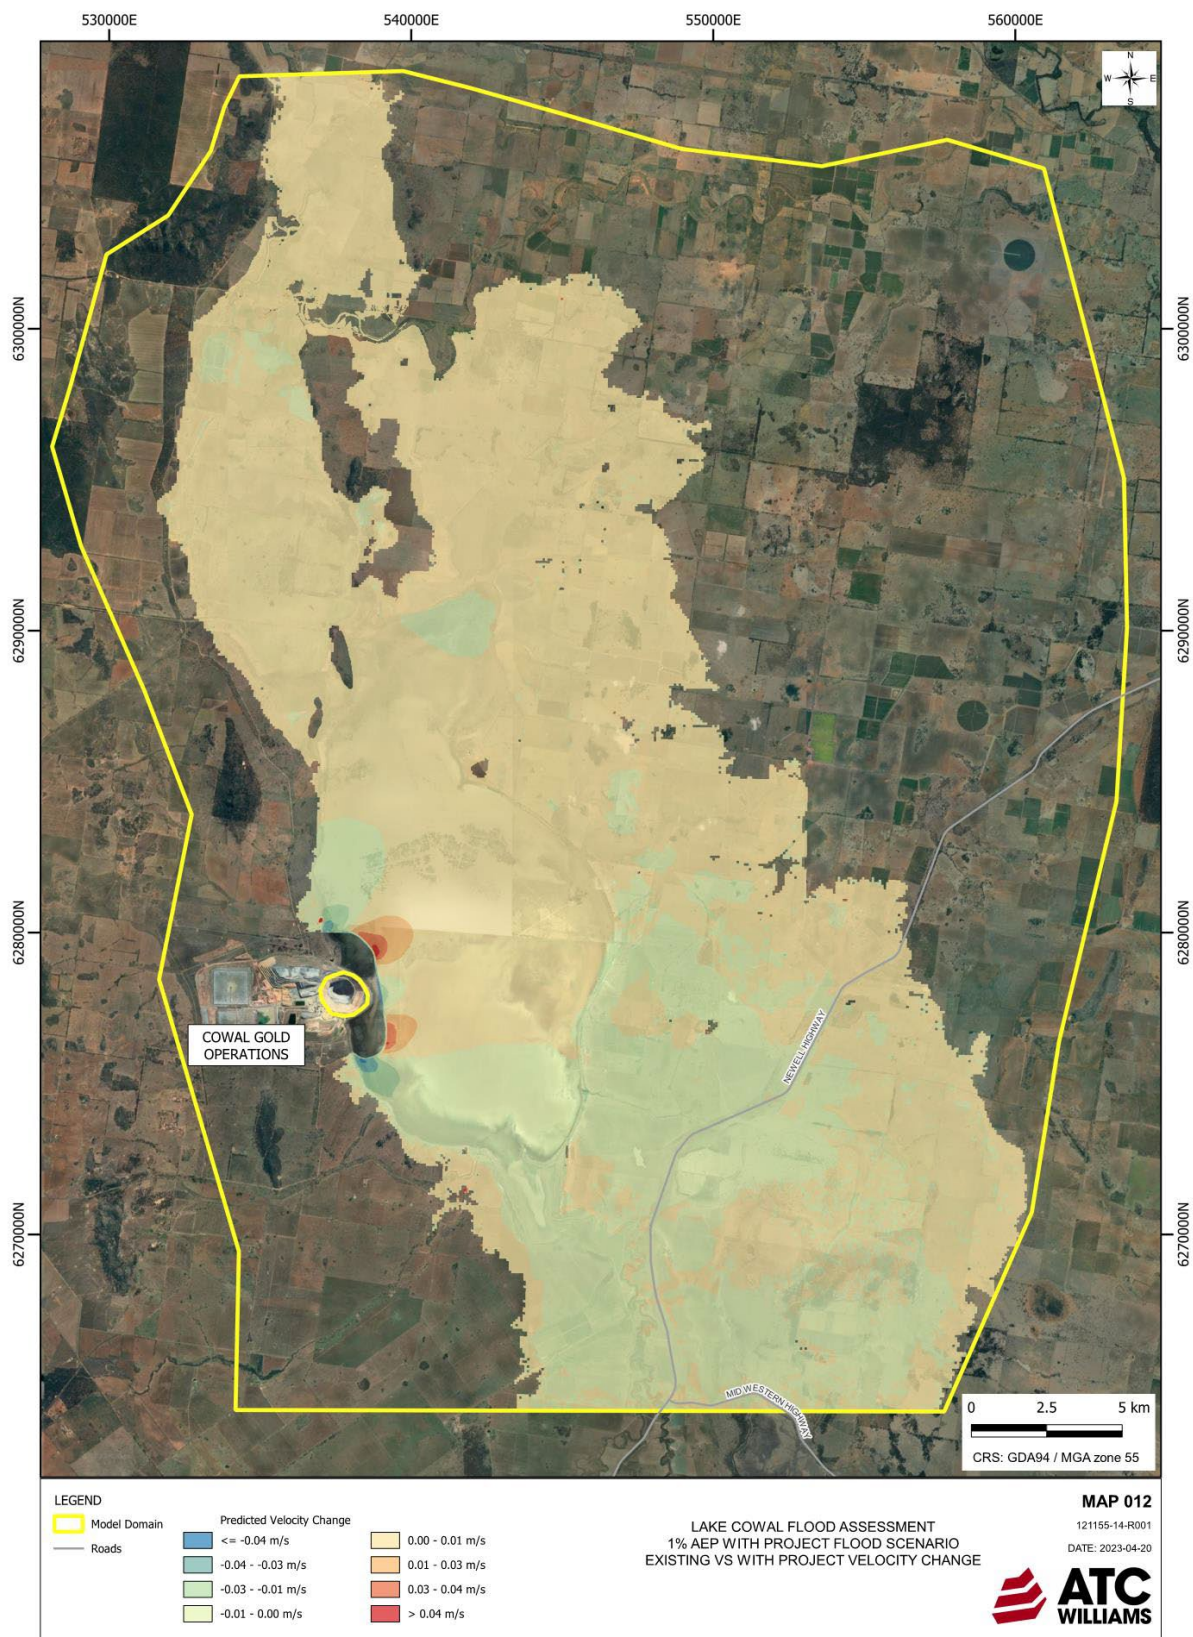 530000E
540000E
550000E
560000E
N
W E
S
6300000N
6300000N
6290000N
6290000N
6280000N
6280000N
COWAL GOLD
OPERATIONS
NEWELL HIGHWAY
6270000N
6270000N
MID WESTERN HIGHWAY
0 2.5 5 km
CRS: GDA94 / MGA zone 55
LEGEND
Model Domain
Roads
Predicted Velocity Change
<= -0.04 m/s
-0.04 - -0.03 m/s
-0.03 - -0.01 m/s
-0.01 - 0.00 m/s
0.00 - 0.01 m/s
0.01 - 0.03 m/s
0.03 - 0.04 m/s
> 0.04 m/s
LAKE COWAL FLOOD ASSESSMENT
1% AEP WITH PROJECT FLOOD SCENARIO
EXISTING VS WITH PROJECT VELOCITY CHANGE
MAP 012
121155-14-R001
DATE: 2023-04-20
ATC
WILLIAMS